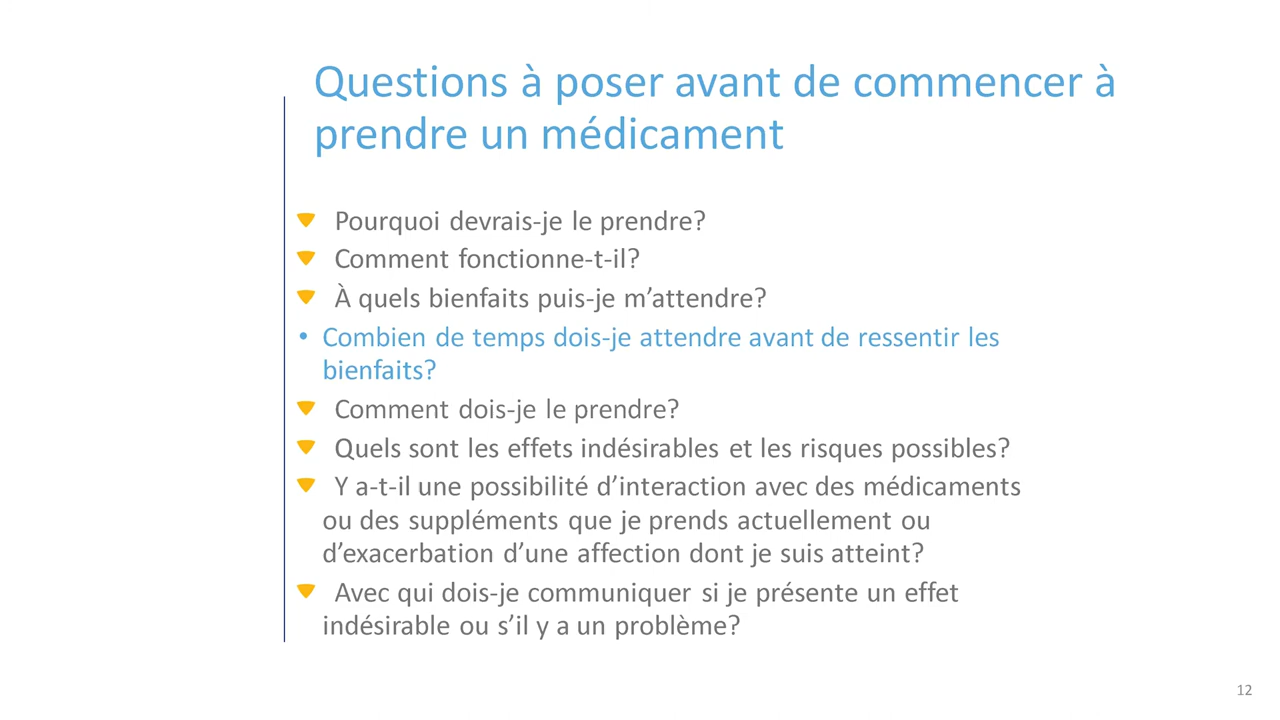 Questions à poser avant de commencer à
prendre un médicament
Pourquoi devrais-je le prendre?
Comment fonctionne-t-il?
À quels bienfaits puis-je m’attendre?
• Combien de temps dois-je attendre avant de ressentir les
bienfaits?
Comment dois-je le prendre?
Quels sont les effets indésirables et les risques possibles?
Y a-t-il une possibilité d’interaction avec des médicaments
ou des suppléments que je prends actuellement ou
d’exacerbation d’une affection dont je suis atteint?
Avec qui dois-je communiquer si je présente un effet
indésirable ou s’il y a un problème?
12